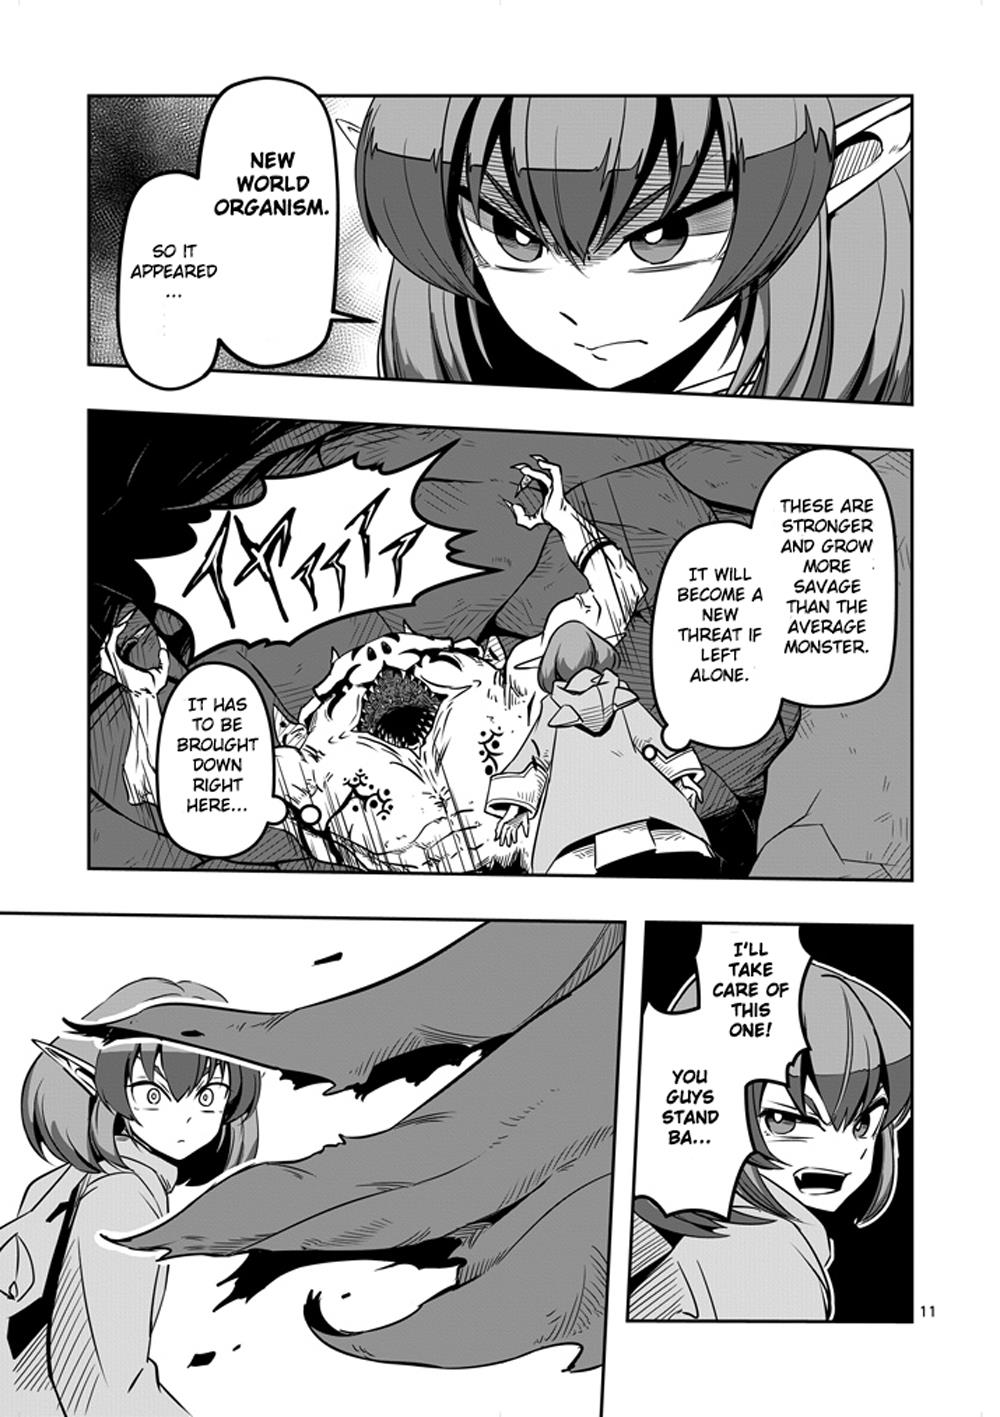 NEW
WORLD
ORGANISM.
SO IT
APPEARED
...
THESE ARE
STRONGER
AND GROW
MORE
SAVAGE
THAN THE
AVERAGE
MONSTER.
IT WILL
BECOME A
NEW
THREAT IF
LEFT
ALONE.
IT HAS
TO BE
BROUGHT
DOWN
RIGHT
HERE...
I'LL
TAKE
CARE OF
THIS
ONE!
YOU
GUYS
STAND
BA...
11